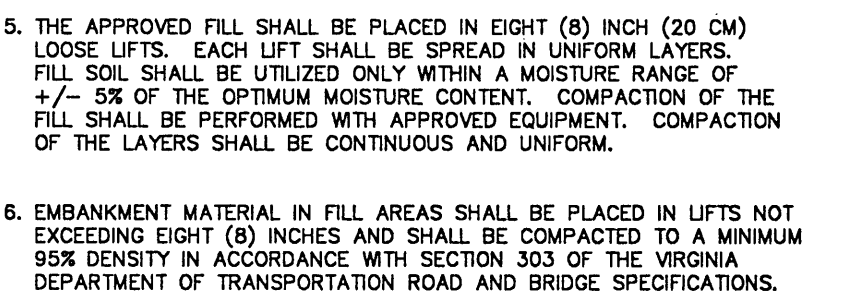 5. THE APPROVED FILL SHALL BE PLACED IN EIGHT (8) INCH (20 CM)
LOOSE LIFTS. EACH LIFT SHALL BE SPREAD IN UNIFORM LAYERS.
FILL SOIL SHALL BE UTILIZED ONLY WITHIN A MOISTURE RANGE OF
+/- 5% OF THE OPTIMUM MOISTURE CONTENT. COMPACTION OF THE
FILL SHALL BE PERFORMED WITH APPROVED EQUIPMENT. COMPACTION
OF THE LAYERS SHALL BE CONTINUOUS AND UNIFORM.
6. EMBANKMENT MATERIAL IN FILL AREAS SHALL BE PLACED IN LIFTS NOT
EXCEEDING EIGHT (8) INCHES AND SHALL BE COMPACTED TO A MINIMUM
95% DENSITY IN ACCORDANCE WITH SECTION 303 OF THE VIRGINIA
DEPARTMENT OF TRANSPORTATION ROAD AND BRIDGE SPECIFICATIONS.